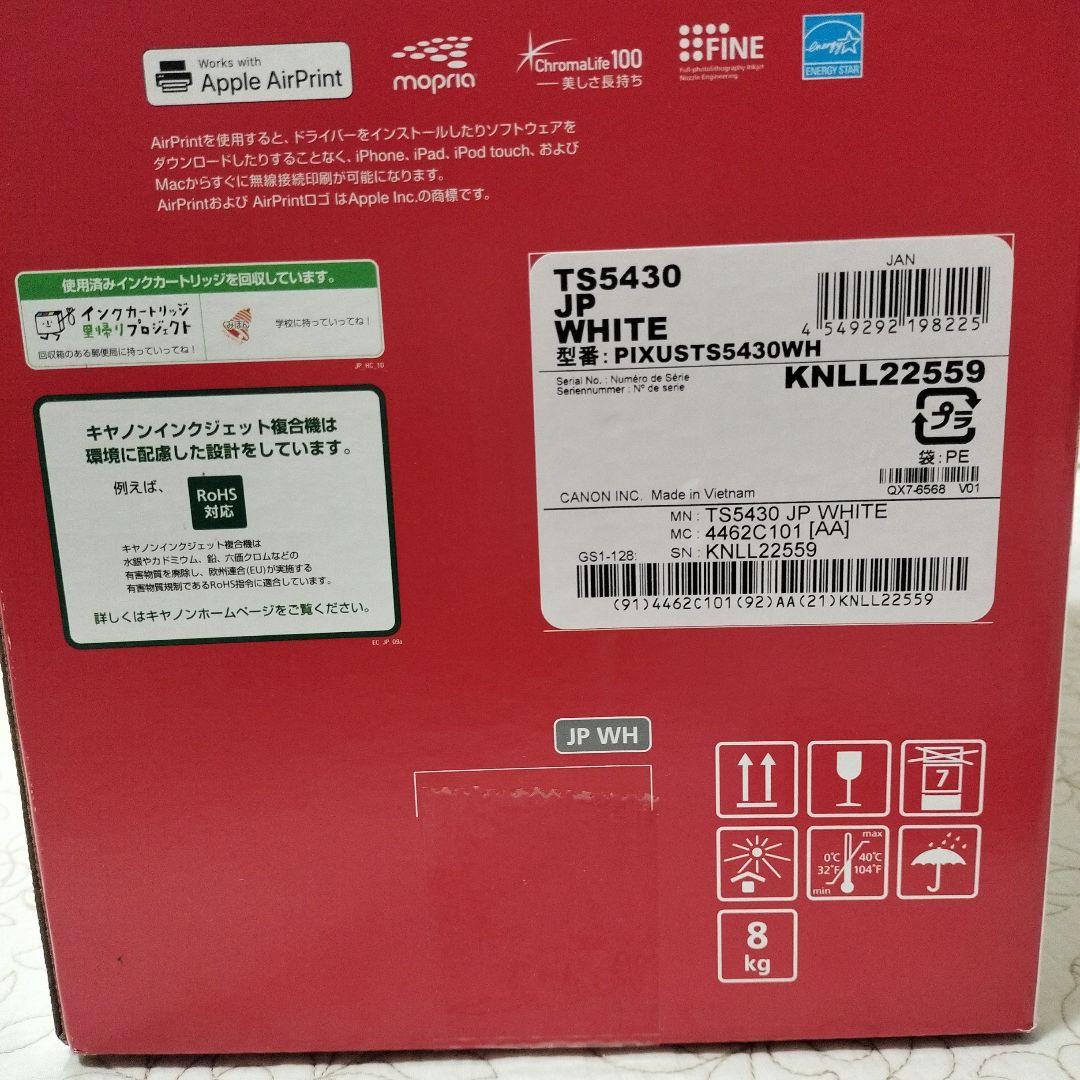 Works with
Apple AirPrint
mopria
ChromaLife100
美しさ長持ち
FINE
Full-photolithography Inkjet
Nozzle Engineering
energy
ENERGY STAR
AirPrintを使用すると、ドライバーをインストールしたりソフトウェアを
ダウンロードしたりすることなく、iPhone、iPad、iPod touch、および
Macからすぐに無線接続印刷が可能になります。
AirPrintおよび AirPrintロゴ はApple Inc.の商標です。
使用済みインクカートリッジを回収しています。
インクカートリッジ
里帰りプロジェクト
回収箱のある郵便局に持っていってね!
みほん
学校に持っていってね!
JP_HC_10
キヤノンインクジェット複合機は
環境に配慮した設計をしています。
例えば、
RoHS
対応
キヤノンインクジェット複合機は
水銀やカドミウム、鉛、六価クロムなどの
有害物質を廃除し、欧州連合(EU)が実施する
有害物質規制であるRoHS指令に適合しています。
詳しくはキヤノンホームページをご覧ください。
EC_JP_09a
TS5430
JP
WHITE
型番:PIXUSTS5430WH
JAN
4 549292 198225
Serial No. : Numéro de Série
Seriennummer : N° de serie
KNLL22559
プラ
袋:PE
QX7-6568 V01
CANON INC. Made in Vietnam
MN : TS5430 JP WHITE
MC : 4462C101 [AA]
GS1-128: SN : KNLL22559
(91)4462C101(92)AA(21)KNLL22559
JP WH
7
max
0℃ 40℃
32°F 104°F
min
8
kg